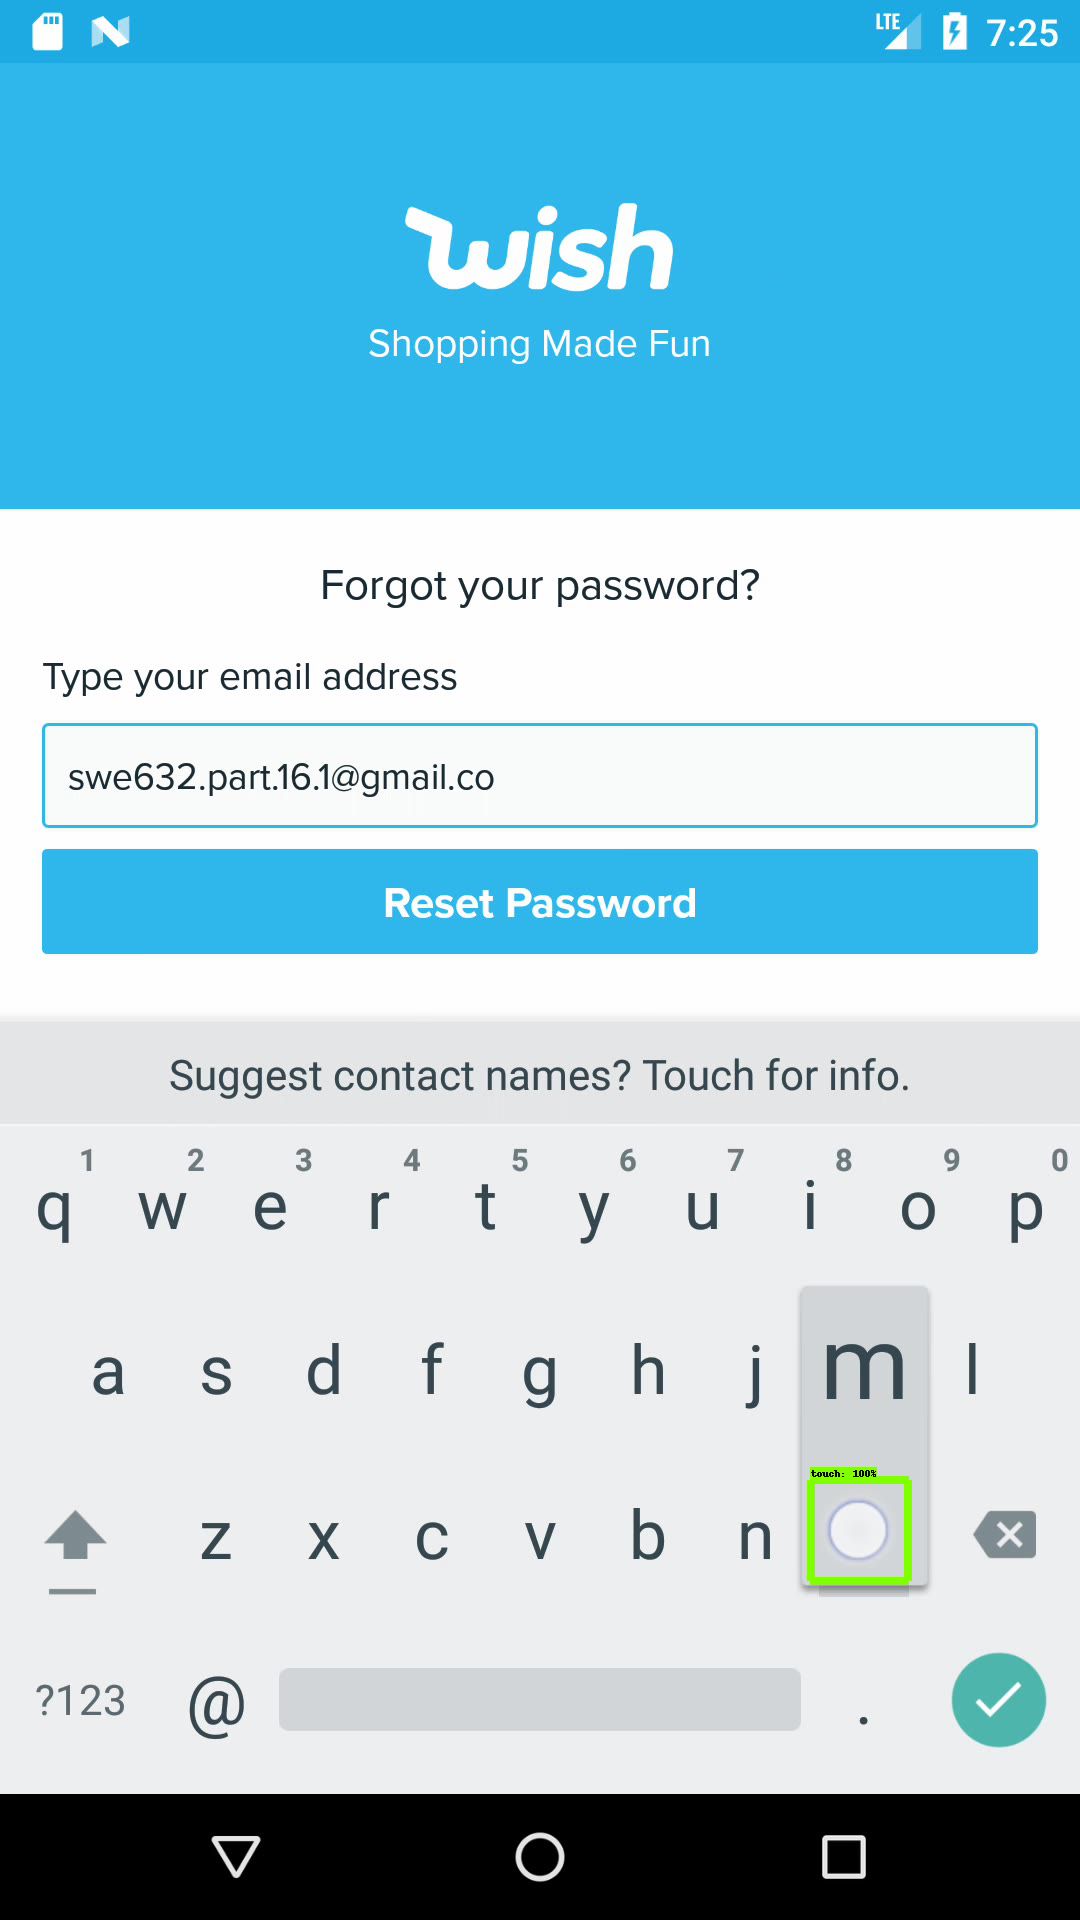 LTE 7:25
wish
Shopping Made Fun
Forgot your password?
Type your email address
swe632.part.16.1@gmail.co
Reset Password
Suggest contact names? Touch for info.
1 2 3 4 5 6 7 8 9 0
q w e r t y u i o p
a s d f g h j m l
touch: 100%
z x c v b n
?123 @ .